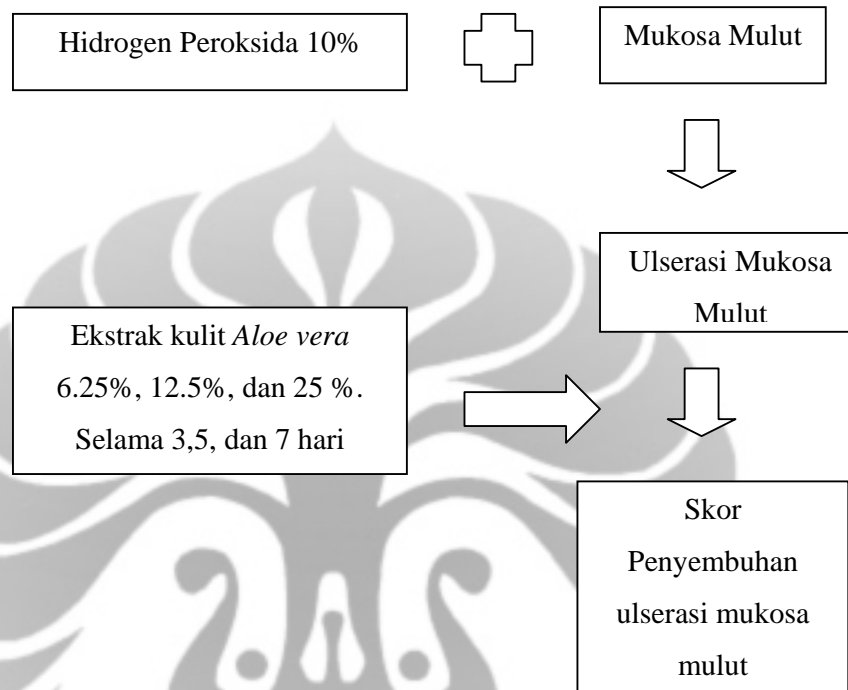 Hidrogen Peroksida 10%
Mukosa Mulut
Ulserasi Mukosa
Mulut
Ekstrak kulit Aloe vera
6.25%, 12.5%, dan 25 %.
Selama 3,5, dan 7 hari
Skor
Penyembuhan
ulserasi mukosa
mulut